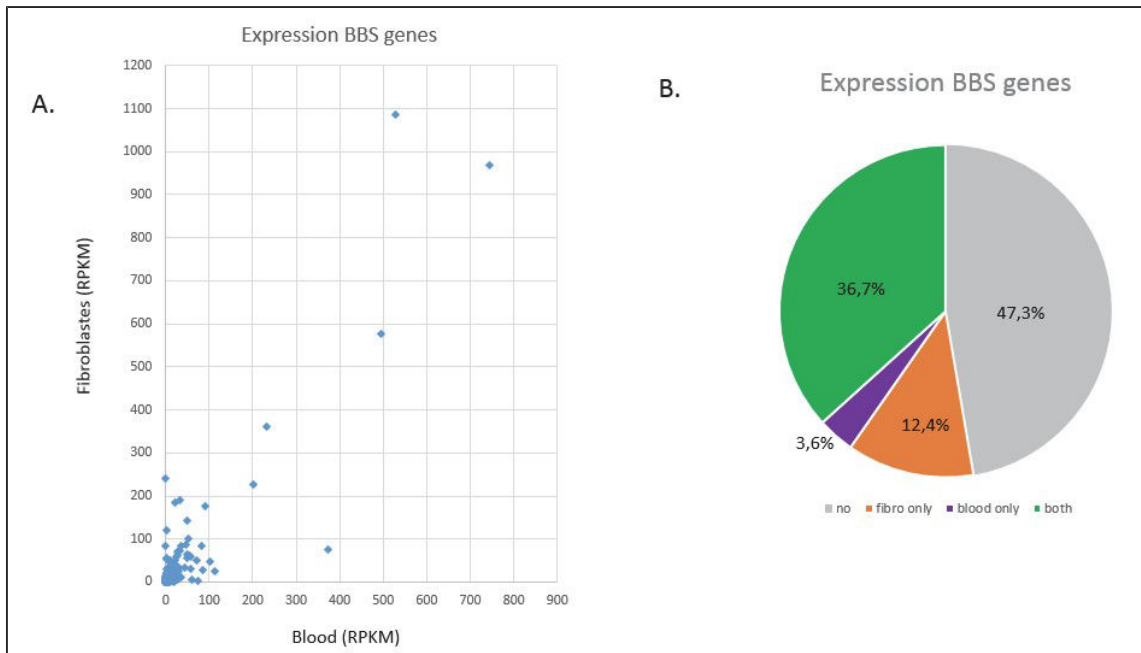 A.
Expression BBS genes
1200
1100
1000
900
800
700
600
500
400
300
200
100
0
Fibroblastes (RPKM)
0 100 200 300 400 500 600 700 800 900
Blood (RPKM)
B.
Expression BBS genes
36,7%
47,3%
12,4%
3,6%
no fibro only blood only both